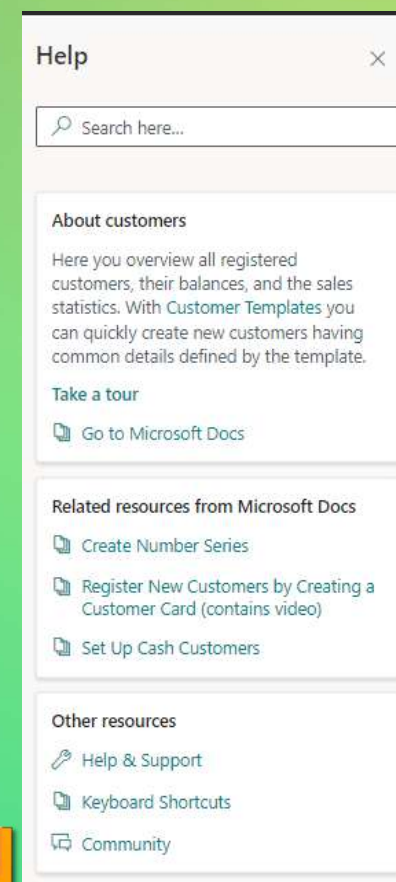 Help
Search here...
About customers
Here you overview all registered
customers, their balances, and the sales
statistics. With Customer Templates you
can quickly create new customers having
common details defined by the template.
Take a tour
Go to Microsoft Docs
Related resources from Microsoft Docs
Create Number Series
Register New Customers by Creating a
Customer Card (contains video)
Set Up Cash Customers
Other resources
Help & Support
Keyboard Shortcuts
Community